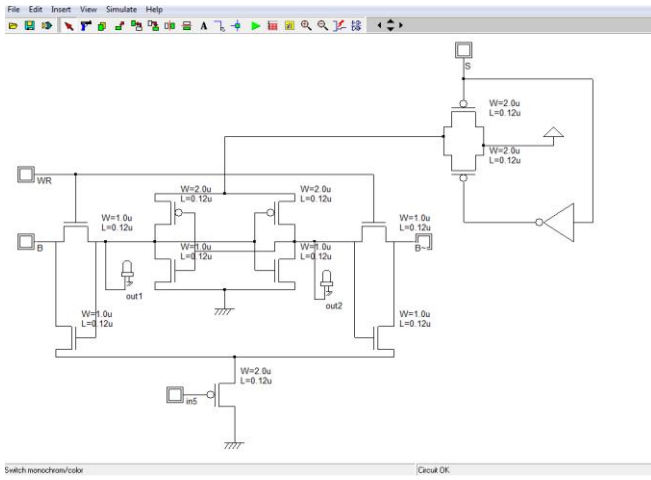 File Edit Insert View Simulate Help
A
S
W=2.0u
L=0.12u
W=2.0u
L=0.12u
WR
W=2.0u
L=0.12u
W=2.0u
L=0.12u
W=1.0u
L=0.12u
W=1.0u
L=0.12u
B
W=1.0u
L=0.12u
W=1.0u
L=0.12u
B~
out1
out2
W=1.0u
L=0.12u
W=1.0u
L=0.12u
W=2.0u
L=0.12u
in5
Switch monochrom/color
Circuit OK